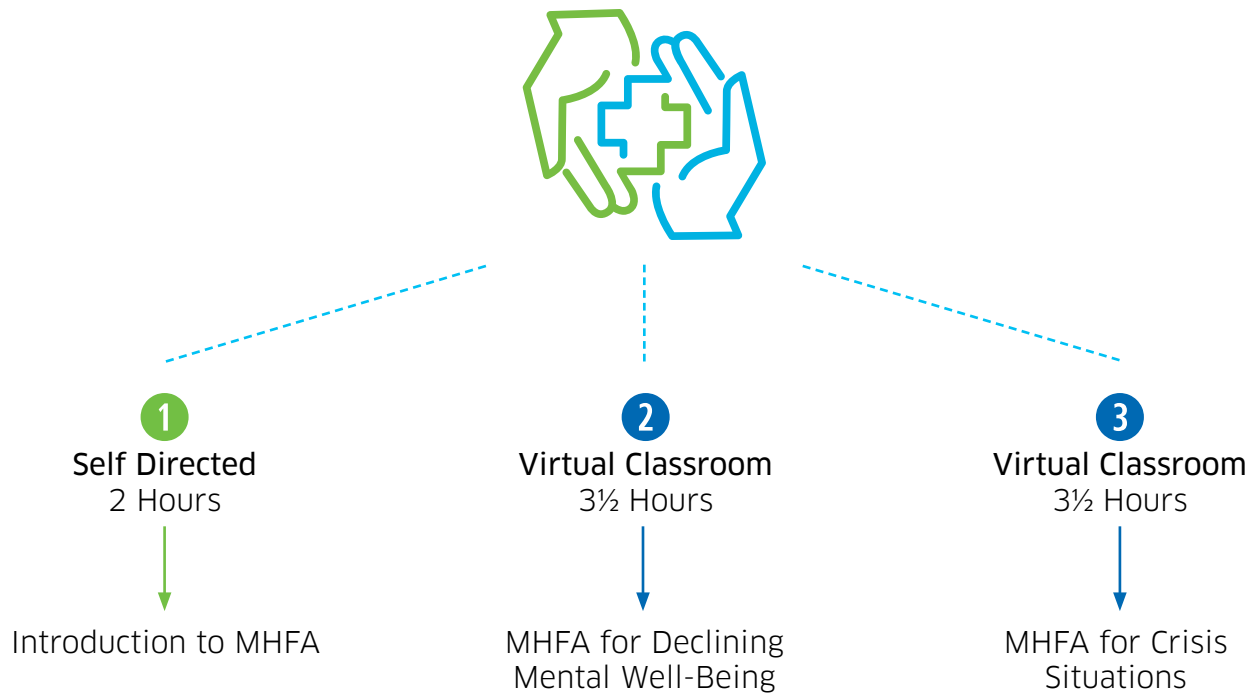 1
Self Directed
2 Hours
Introduction to MHFA
2
Virtual Classroom
3½ Hours
MHFA for Declining
Mental Well-Being
3
Virtual Classroom
3½ Hours
MHFA for Crisis
Situations